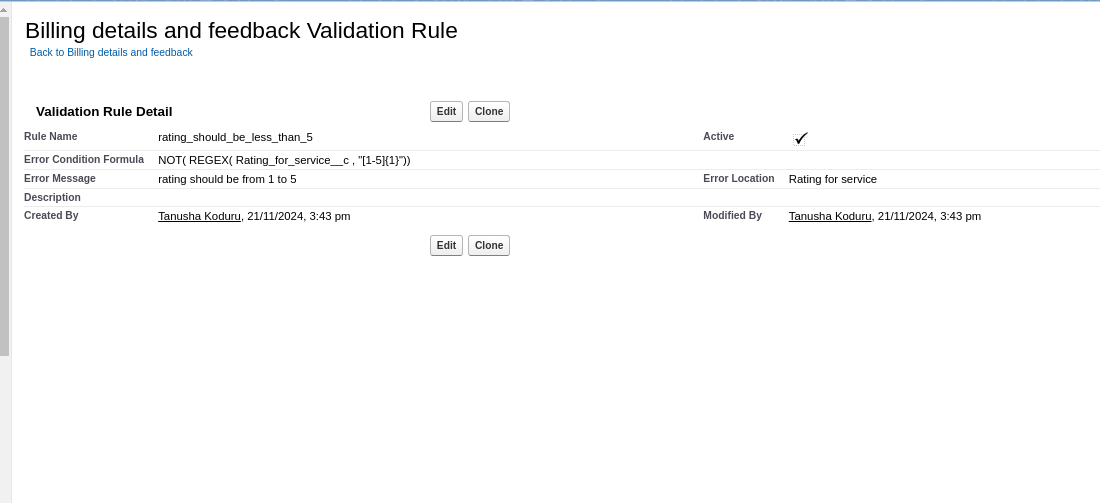 Billing details and feedback Validation Rule
Back to Billing details and feedback
Validation Rule Detail
Edit Clone
Rule Name rating_should_be_less_than_5 Active
Error Condition Formula NOT( REGEX( Rating_for_service__c , "[1-5]{1}"))
Error Message rating should be from 1 to 5 Error Location Rating for service
Description
Created By Tanusha Koduru, 21/11/2024, 3:43 pm Modified By Tanusha Koduru, 21/11/2024, 3:43 pm
Edit Clone